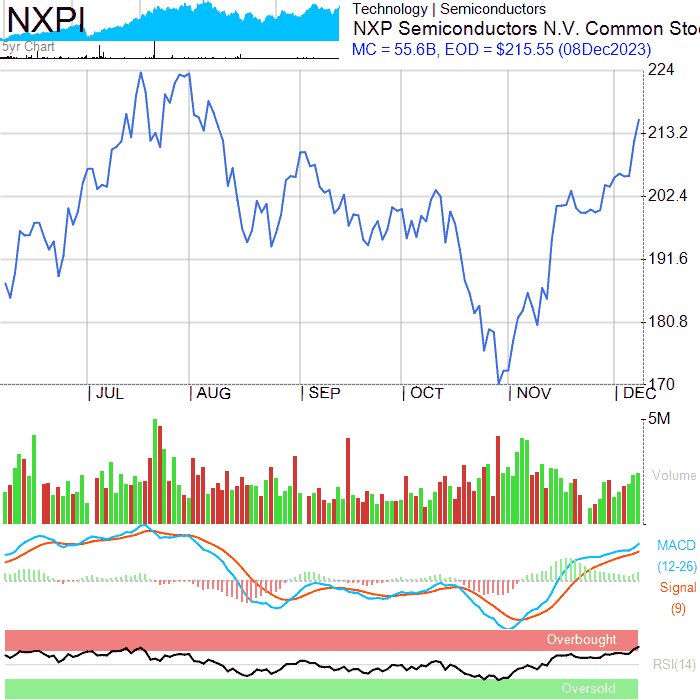 NXPI
5yr Chart
Technology | Semiconductors
NXP Semiconductors N.V. Common Sto
MC = 55.6B, EOD = $215.55 (08Dec2023)
224
213.2
202.4
191.6
180.8
170
JUL AUG SEP OCT NOV DEC
5M
Volume
MACD
(12-26)
Signal
(9)
Overbought
RSI(14)
Oversold